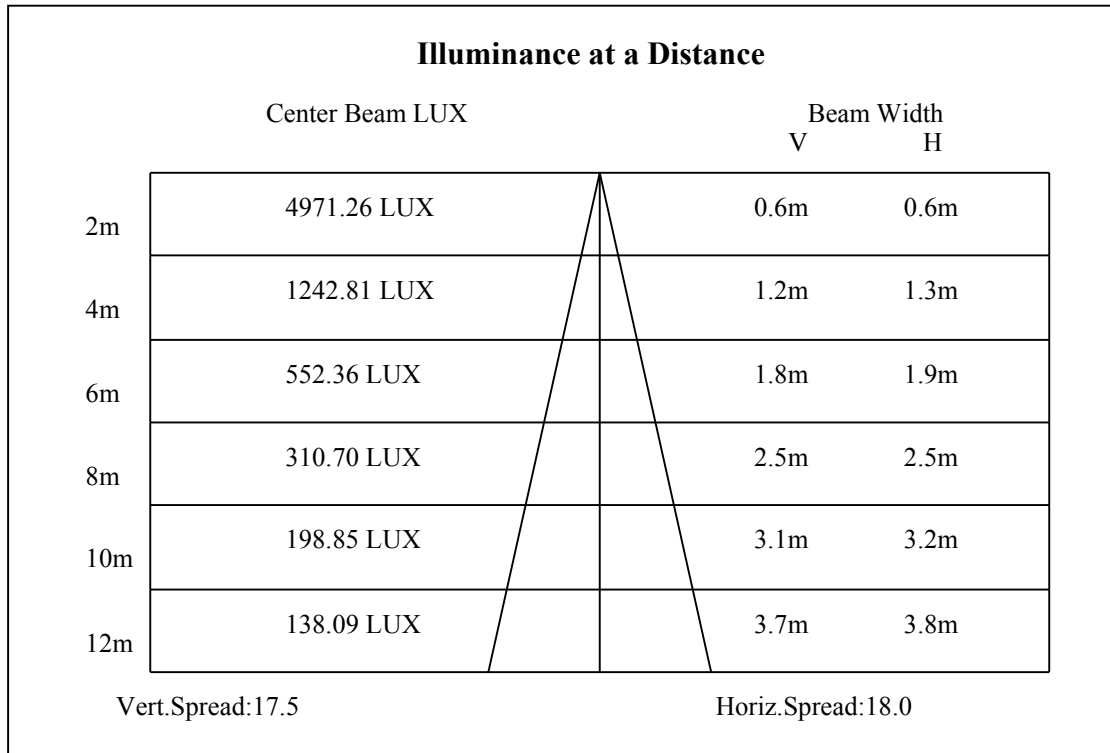 Illuminance at a Distance
Center Beam LUX Beam Width
V H
2m 4971.26 LUX 0.6m 0.6m
4m 1242.81 LUX 1.2m 1.3m
6m 552.36 LUX 1.8m 1.9m
8m 310.70 LUX 2.5m 2.5m
10m 198.85 LUX 3.1m 3.2m
12m 138.09 LUX 3.7m 3.8m
Vert.Spread:17.5 Horiz.Spread:18.0